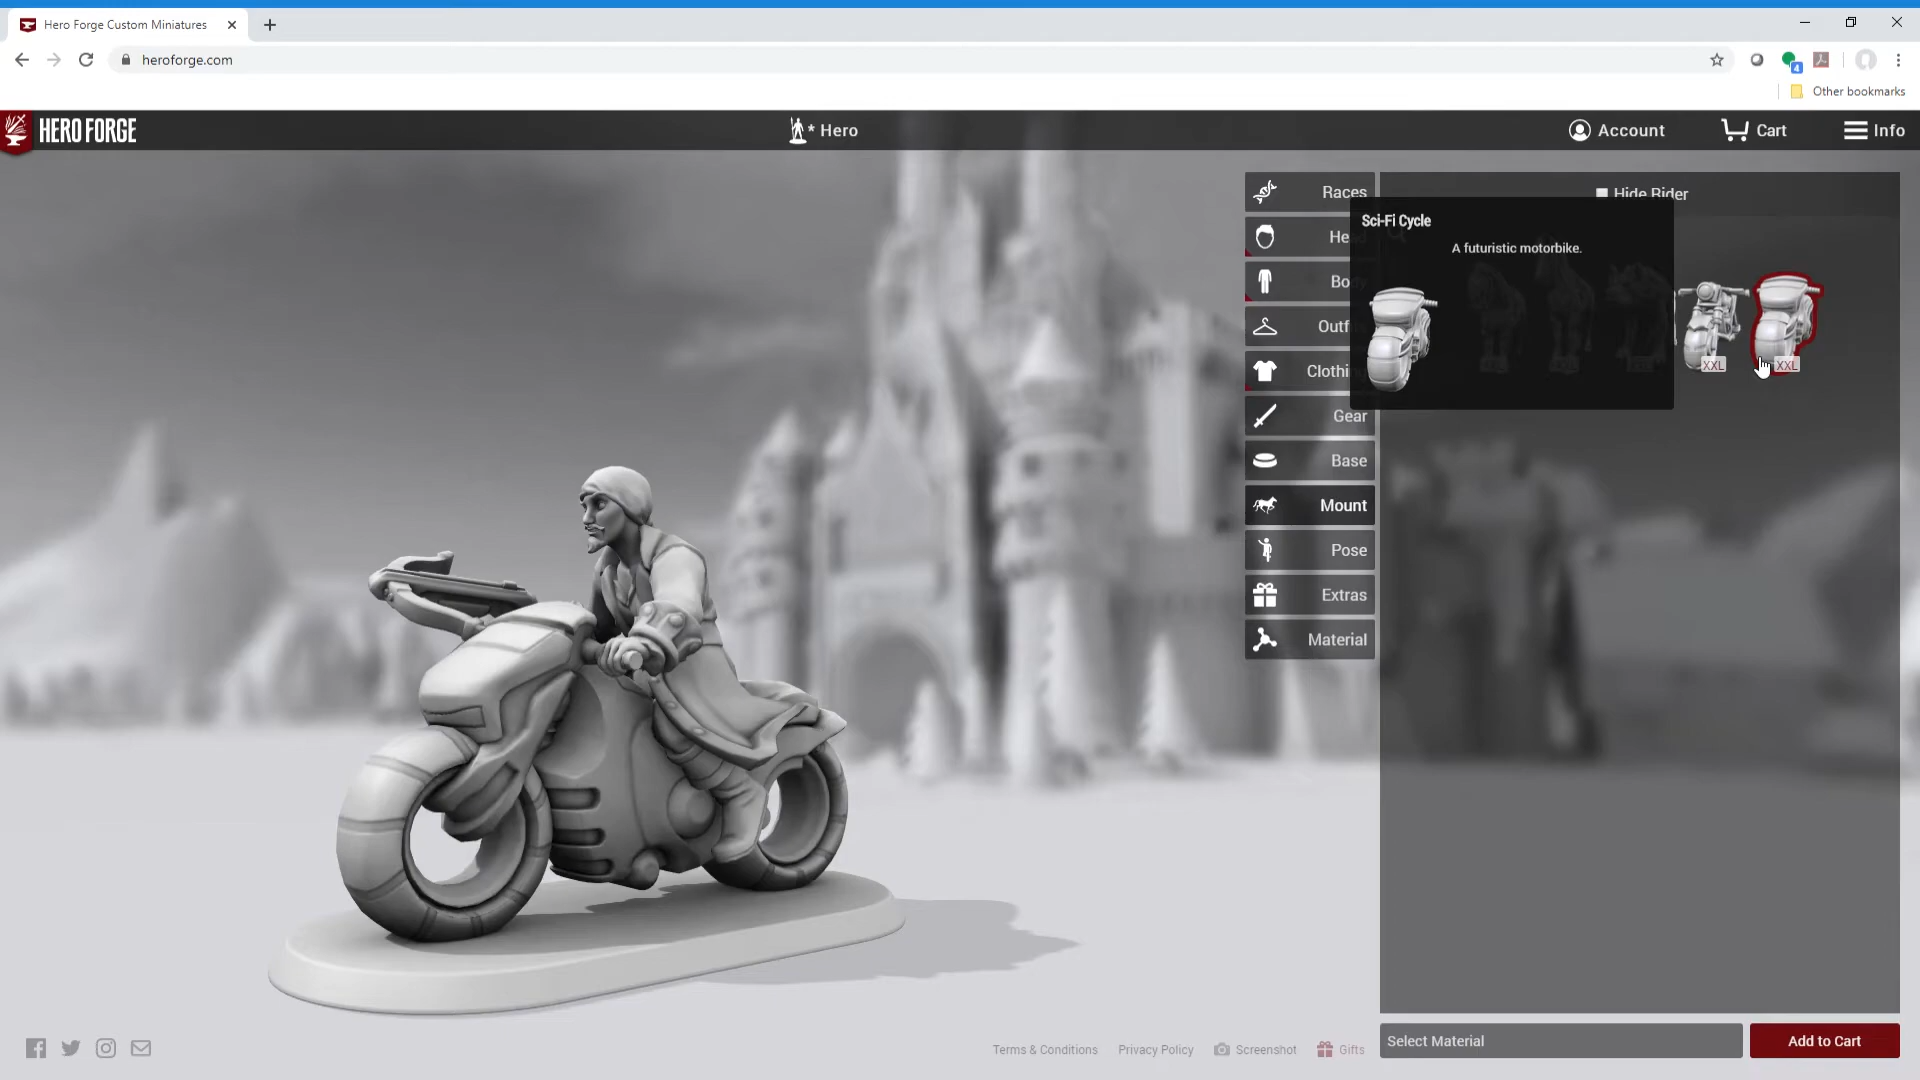 Hero Forge Custom Miniatures
heroforge.com
4
Other bookmarks
HERO FORGE
* Hero
Account
Cart
Info
Races
Hide Rider
Sci-Fi Cycle
He
A futuristic motorbike.
Bo
Outf
Clothi
XXL
XXL
Gear
Base
Mount
Pose
Extras
Material
Terms & Conditions
Privacy Policy
Screenshot
Gifts
Select Material
Add to Cart